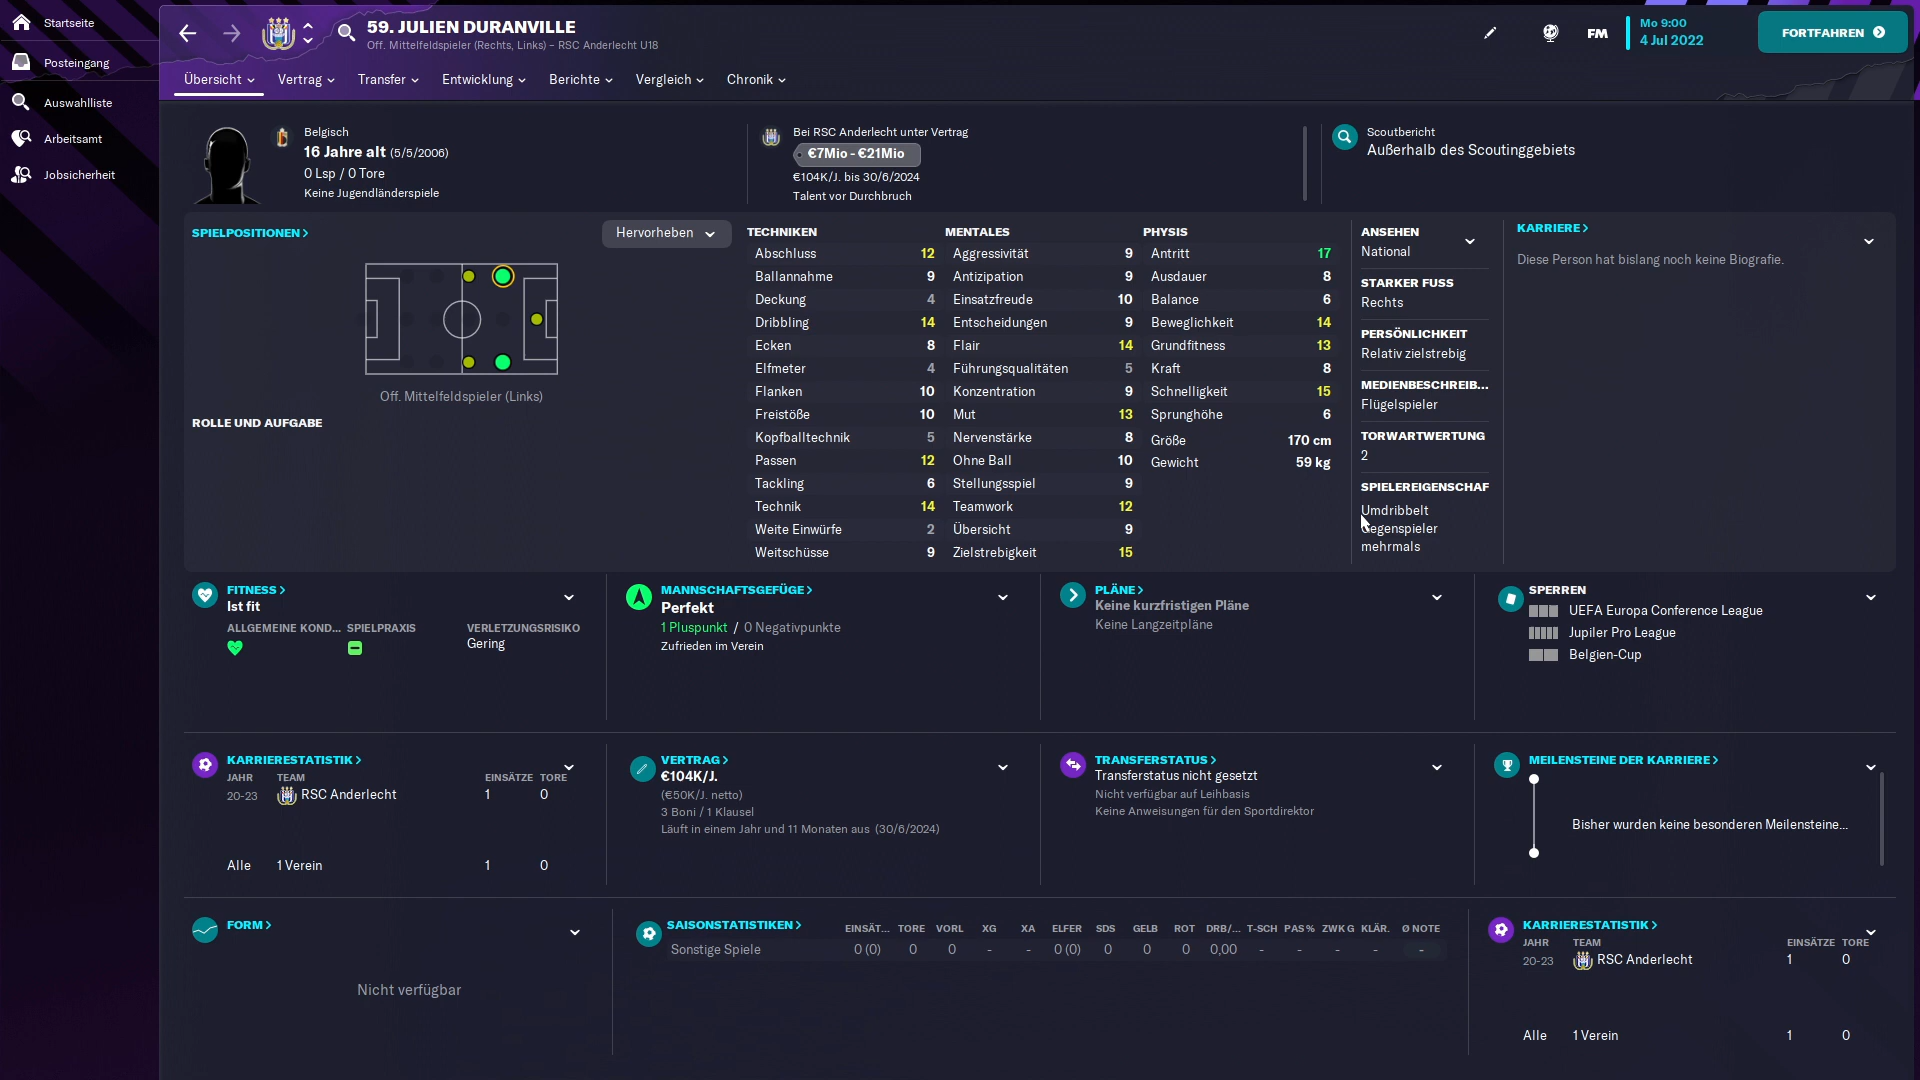 Startseite
Posteingang
Auswahlliste
Arbeitsamt
Jobsicherheit
59. JULIEN DURANVILLE
Off. Mittelfeldspieler (Rechts, Links) – RSC Anderlecht U18
FM
Mo 9:00
4 Jul 2022
FORTFAHREN
Übersicht
Vertrag
Transfer
Entwicklung
Berichte
Vergleich
Chronik
Belgisch
16 Jahre alt (5/5/2006)
0 Lsp / 0 Tore
Keine Jugendländerspiele
Bei RSC Anderlecht unter Vertrag
€7Mio - €21Mio
€104K/J. bis 30/6/2024
Talent vor Durchbruch
Scoutbericht
Außerhalb des Scoutinggebiets
SPIELPOSITIONEN
Hervorheben
Off. Mittelfeldspieler (Links)
ROLLE UND AUFGABE
TECHNIKEN
Abschluss 12
Ballannahme 9
Deckung 4
Dribbling 14
Ecken 8
Elfmeter 4
Flanken 10
Freistöße 10
Kopfballtechnik 5
Passen 12
Tackling 6
Technik 14
Weite Einwürfe 2
Weitschüsse 9
MENTALES
Aggressivität 9
Antizipation 9
Einsatzfreude 10
Entscheidungen 9
Flair 14
Führungsqualitäten 5
Konzentration 9
Mut 13
Nervenstärke 8
Ohne Ball 10
Stellungsspiel 9
Teamwork 12
Übersicht 9
Zielstrebigkeit 15
PHYSIS
Antritt 17
Ausdauer 8
Balance 6
Beweglichkeit 14
Grundfitness 13
Kraft 8
Schnelligkeit 15
Sprunghöhe 6
Größe 170 cm
Gewicht 59 kg
ANSEHEN
National
STARKER FUSS
Rechts
PERSÖNLICHKEIT
Relativ zielstrebig
MEDIENBESCHREIB...
Flügelspieler
TORWARTWERTUNG
2
SPIELEREIGENSCHAF
Umdribbelt
Gegenspieler
mehrmals
KARRIERE
Diese Person hat bislang noch keine Biografie.
FITNESS
Ist fit
ALLGEMEINE KOND... SPIELPRAXIS VERLETZUNGSRISIKO
Gering
MANNSCHAFTSGEFÜGE
Perfekt
1 Pluspunkt / 0 Negativpunkte
Zufrieden im Verein
PLÄNE
Keine kurzfristigen Pläne
Keine Langzeitpläne
SPERREN
UEFA Europa Conference League
Jupiler Pro League
Belgien-Cup
KARRIERESTATISTIK
JAHR TEAM EINSÄTZE TORE
20-23 RSC Anderlecht 1 0
Alle 1 Verein 1 0
VERTRAG
€104K/J.
(€50K/J. netto)
3 Boni / 1 Klausel
Läuft in einem Jahr und 11 Monaten aus (30/6/2024)
TRANSFERSTATUS
Transferstatus nicht gesetzt
Nicht verfügbar auf Leihbasis
Keine Anweisungen für den Sportdirektor
MEILENSTEINE DER KARRIERE
Bisher wurden keine besonderen Meilensteine...
FORM
Nicht verfügbar
SAISONSTATISTIKEN EINSÄT... TORE VORL XG XA ELFER SDS GELB ROT DRB/... T-SCH PAS% ZWK G KLÄR. Ø NOTE
Sonstige Spiele 0 (0) 0 0 - - 0 (0) 0 0 0 0,00 - - - - -
KARRIERESTATISTIK
JAHR TEAM EINSÄTZE TORE
20-23 RSC Anderlecht 1 0
Alle 1 Verein 1 0